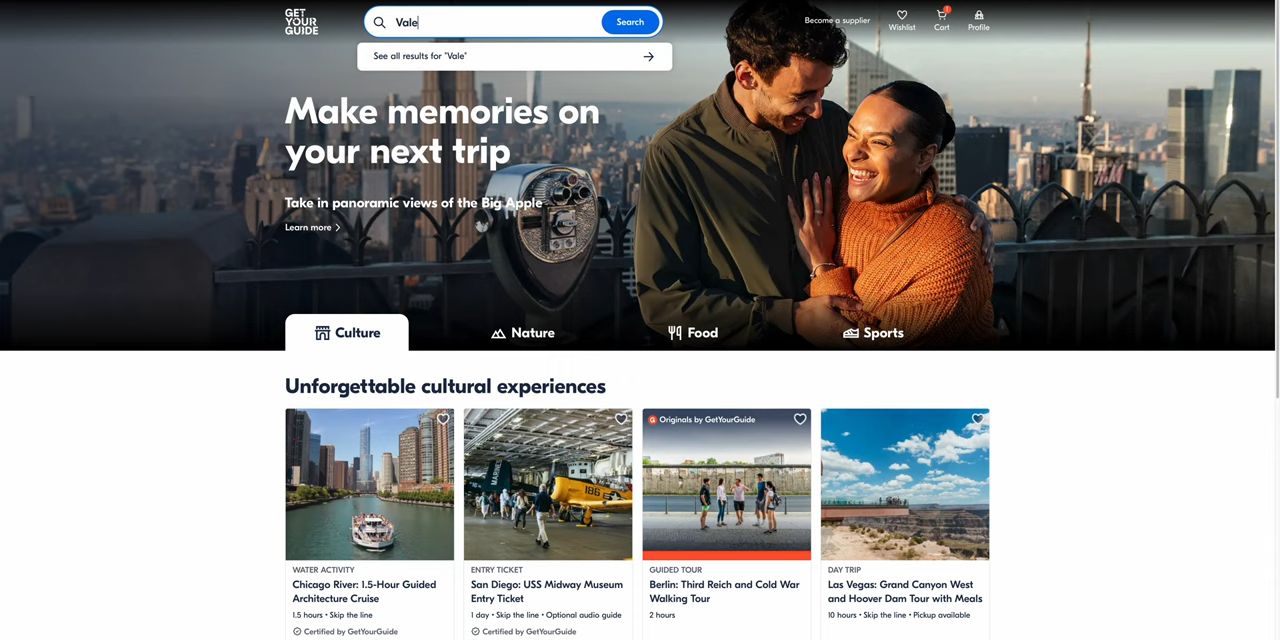 GET
YOUR
GUIDE
Vale
Search
Become a supplier
Wishlist
1
Cart
Profile
See all results for "Vale"
Make memories on
your next trip
Take in panoramic views of the Big Apple
Learn more
Culture
Nature
Food
Sports
Unforgettable cultural experiences
MARINES
186
G Originals by GetYourGuide
WATER ACTIVITY
Chicago River: 1.5-Hour Guided
Architecture Cruise
1.5 hours • Skip the line
Certified by GetYourGuide
ENTRY TICKET
San Diego: USS Midway Museum
Entry Ticket
1 day • Skip the line • Optional audio guide
Certified by GetYourGuide
GUIDED TOUR
Berlin: Third Reich and Cold War
Walking Tour
2 hours
DAY TRIP
Las Vegas: Grand Canyon West
and Hoover Dam Tour with Meals
10 hours • Skip the line • Pickup available